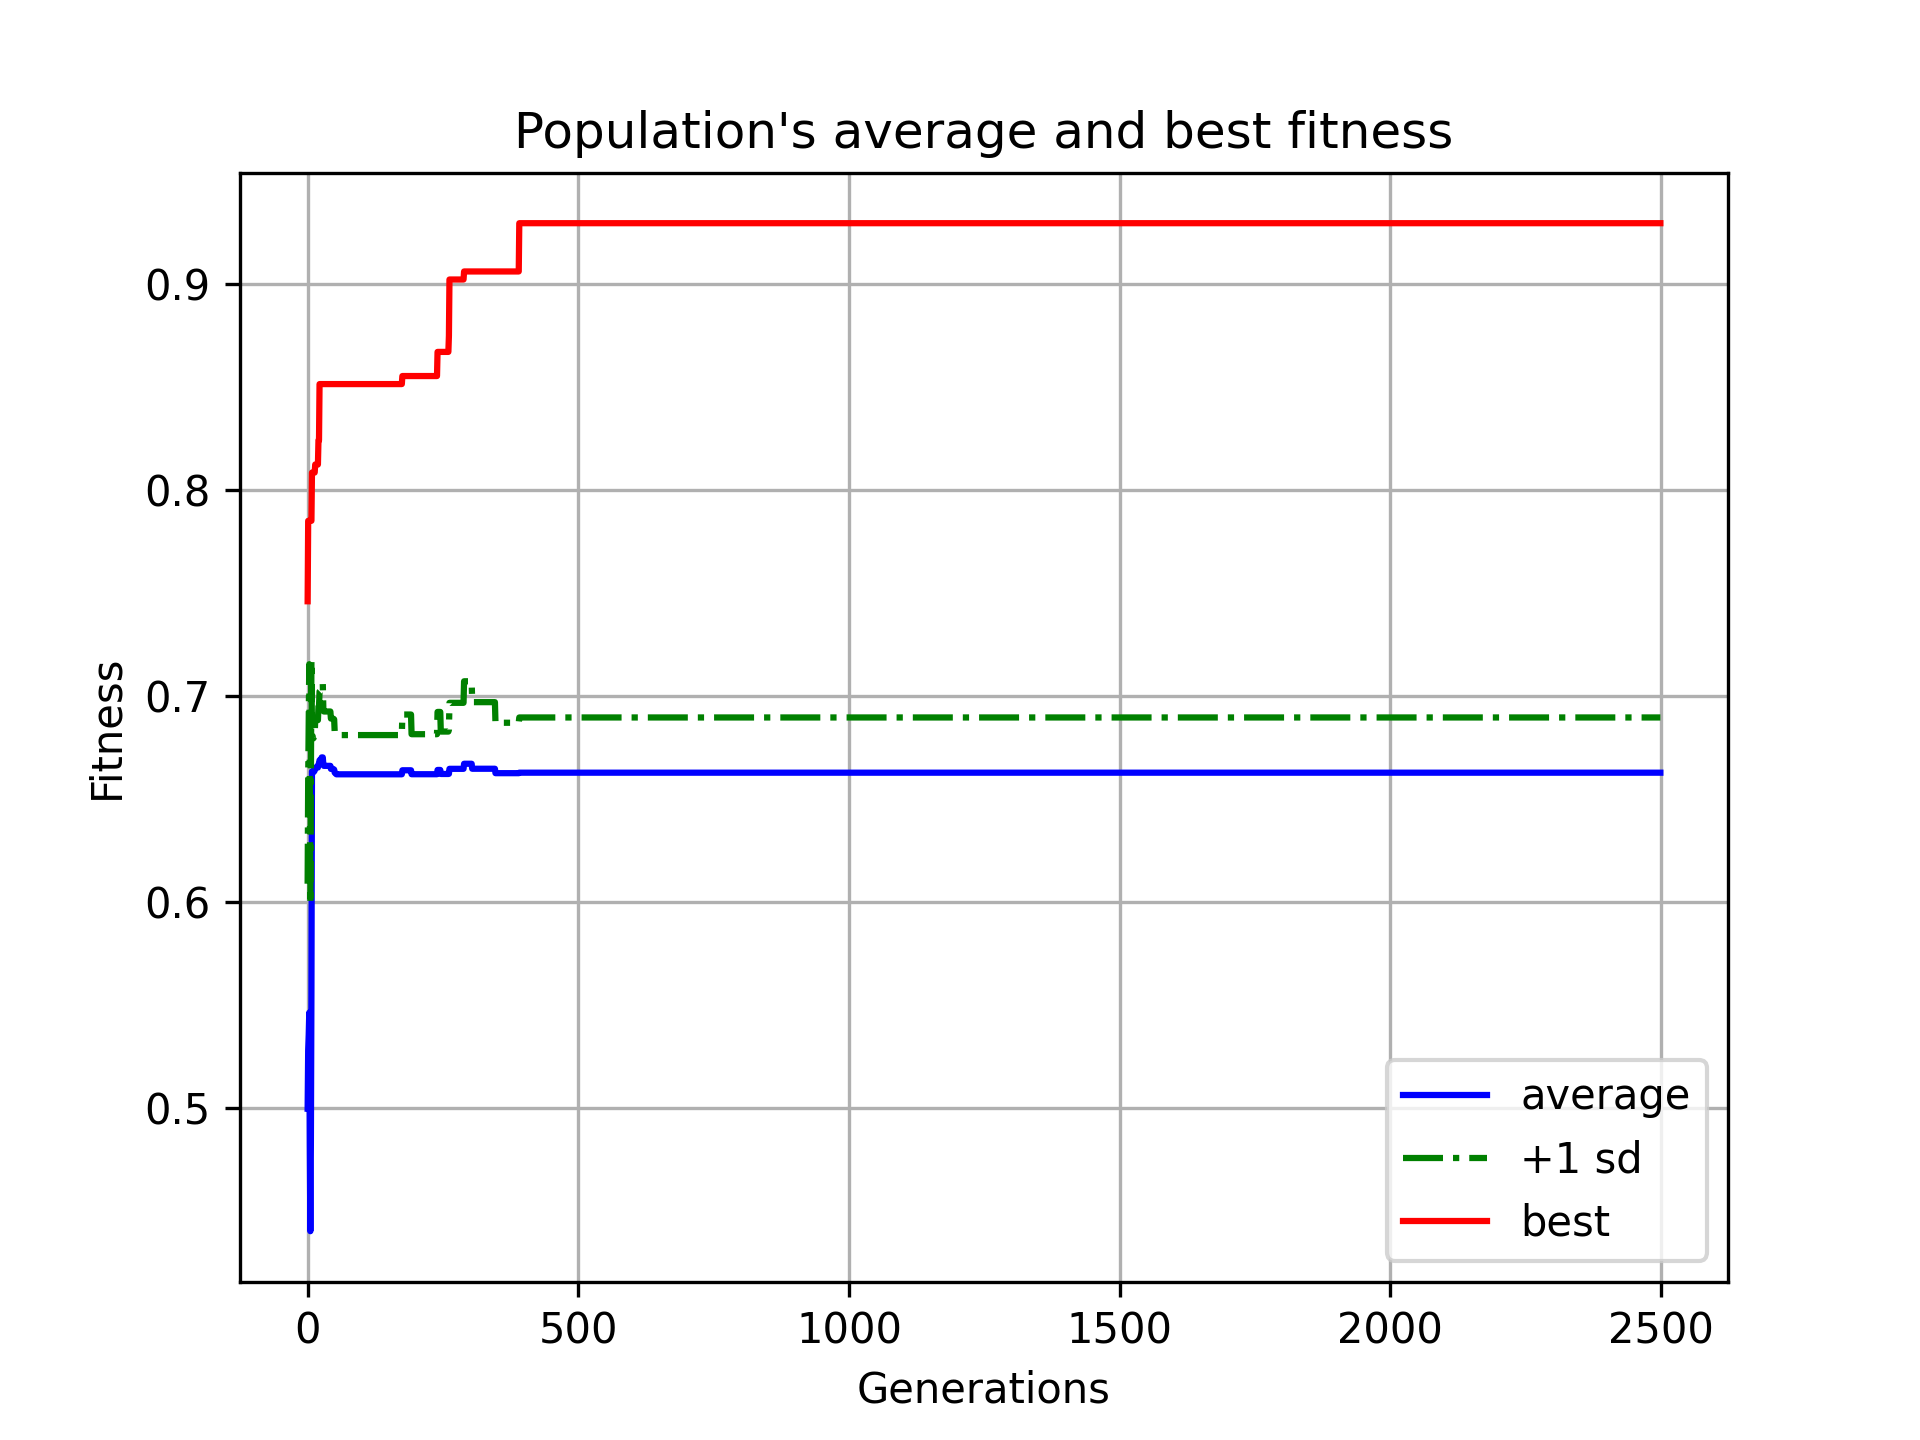 Population's average and best fitness
Fitness
0.9
0.8
0.7
0.6
0.5
0 500 1000 1500 2000 2500
Generations
average
+1 sd
best